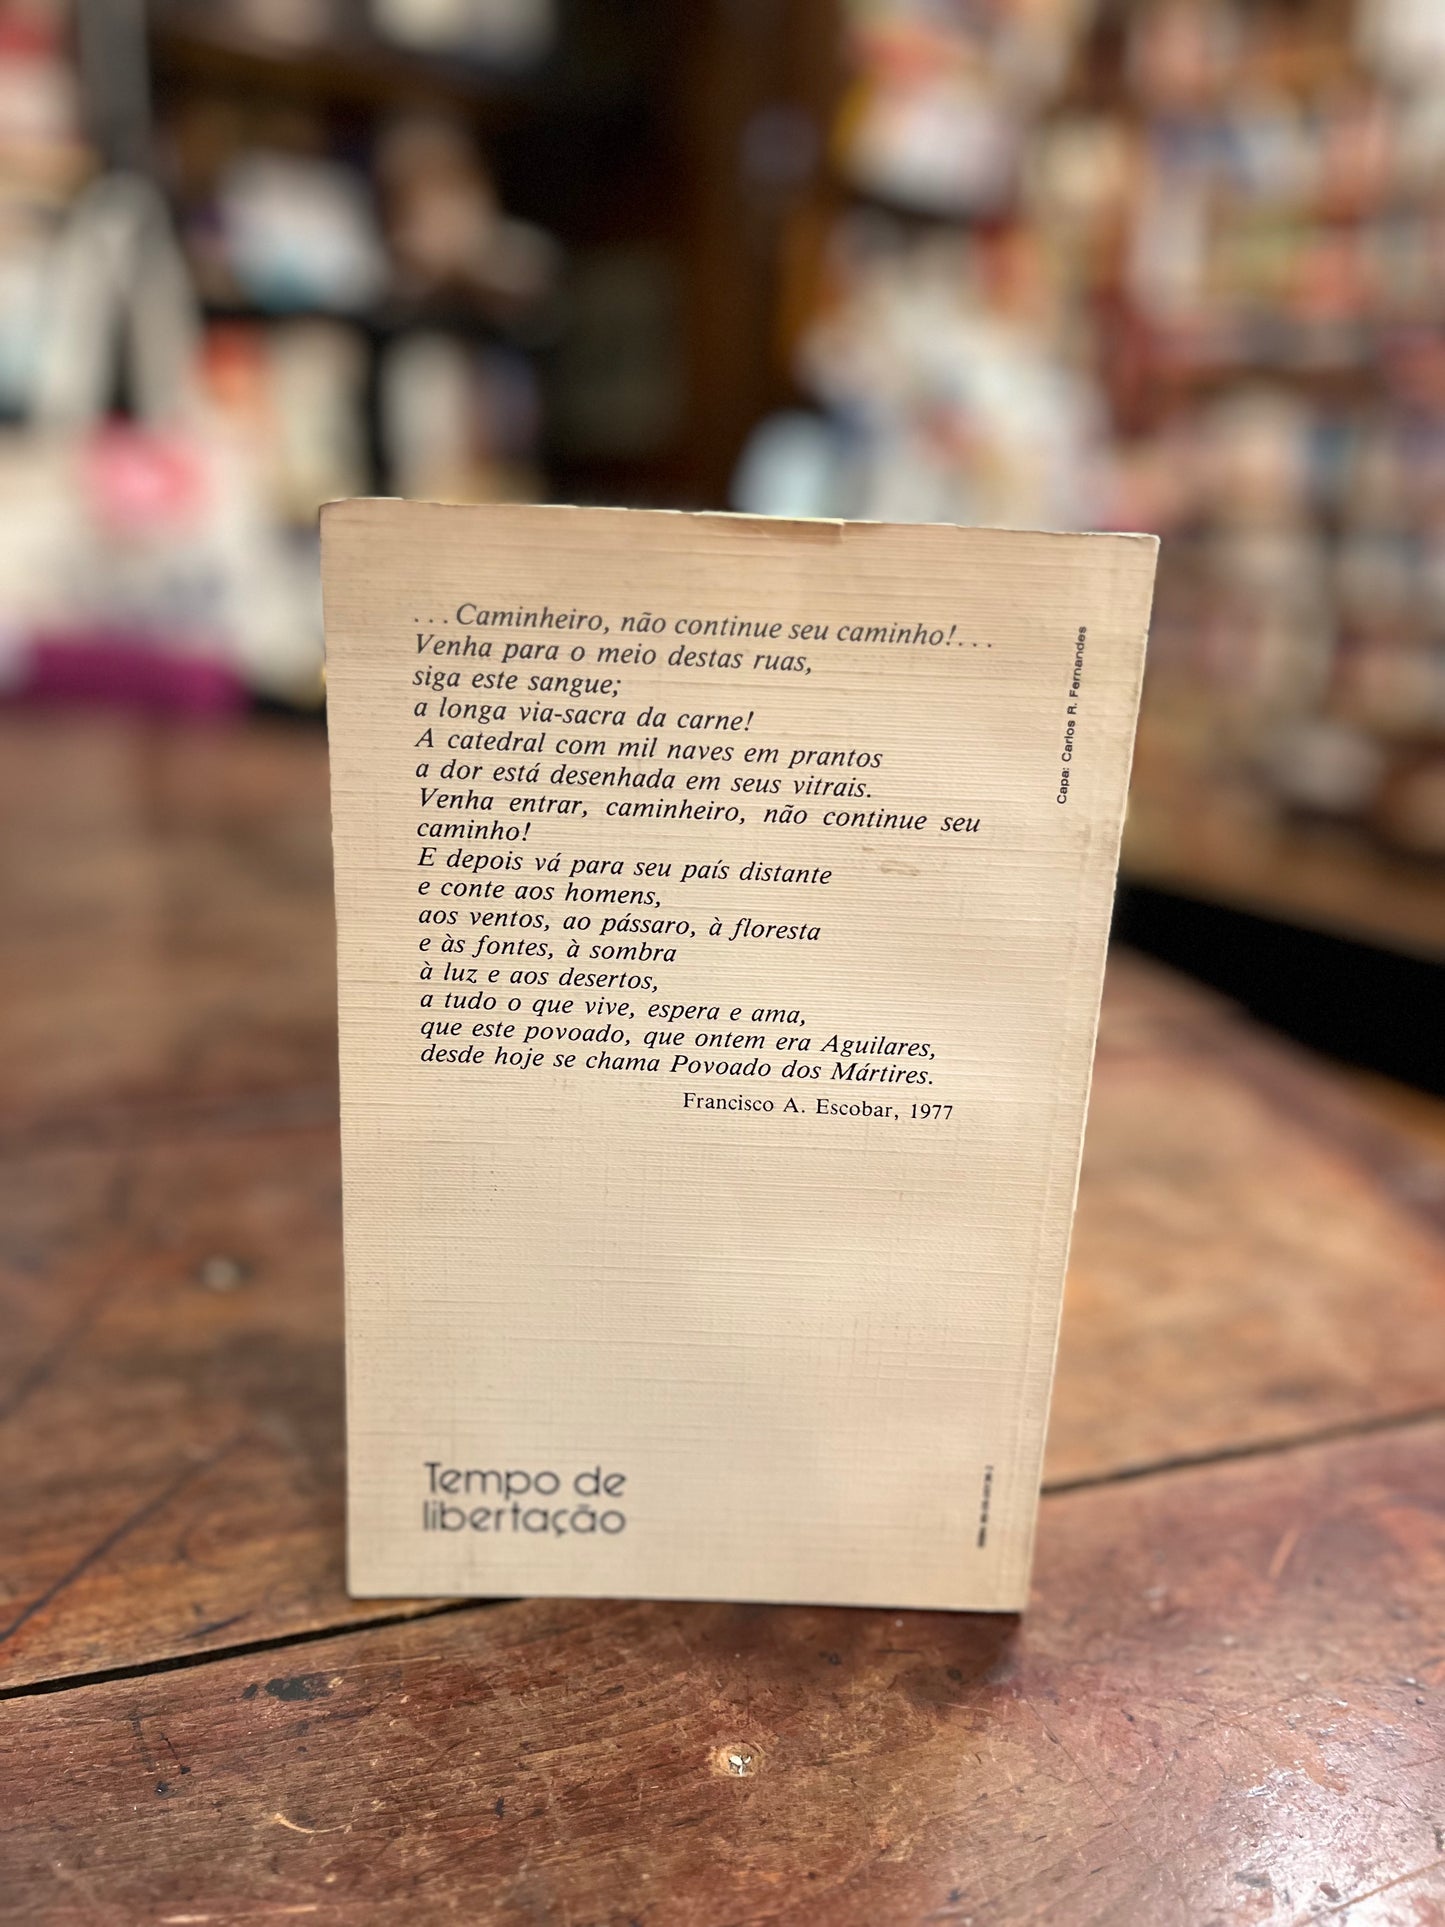 ...Caminheiro, não continue seu caminho!...
Venha para o meio destas ruas,
siga este sangue;
a longa via-sacra da carne!
A catedral com mil naves em prantos
a dor está desenhada em seus vitrais.
Venha entrar, caminheiro, não continue seu
caminho!
E depois vá para seu país distante
e conte aos homens,
aos ventos, ao pássaro, à floresta
e às fontes, à sombra
à luz e aos desertos,
a tudo o que vive, espera e ama,
que este povoado, que ontem era Aguilares,
desde hoje se chama Povoado dos Mártires.
Francisco A. Escobar, 1977
Capa: Carlos R. Fernandes
Tempo de
libertação